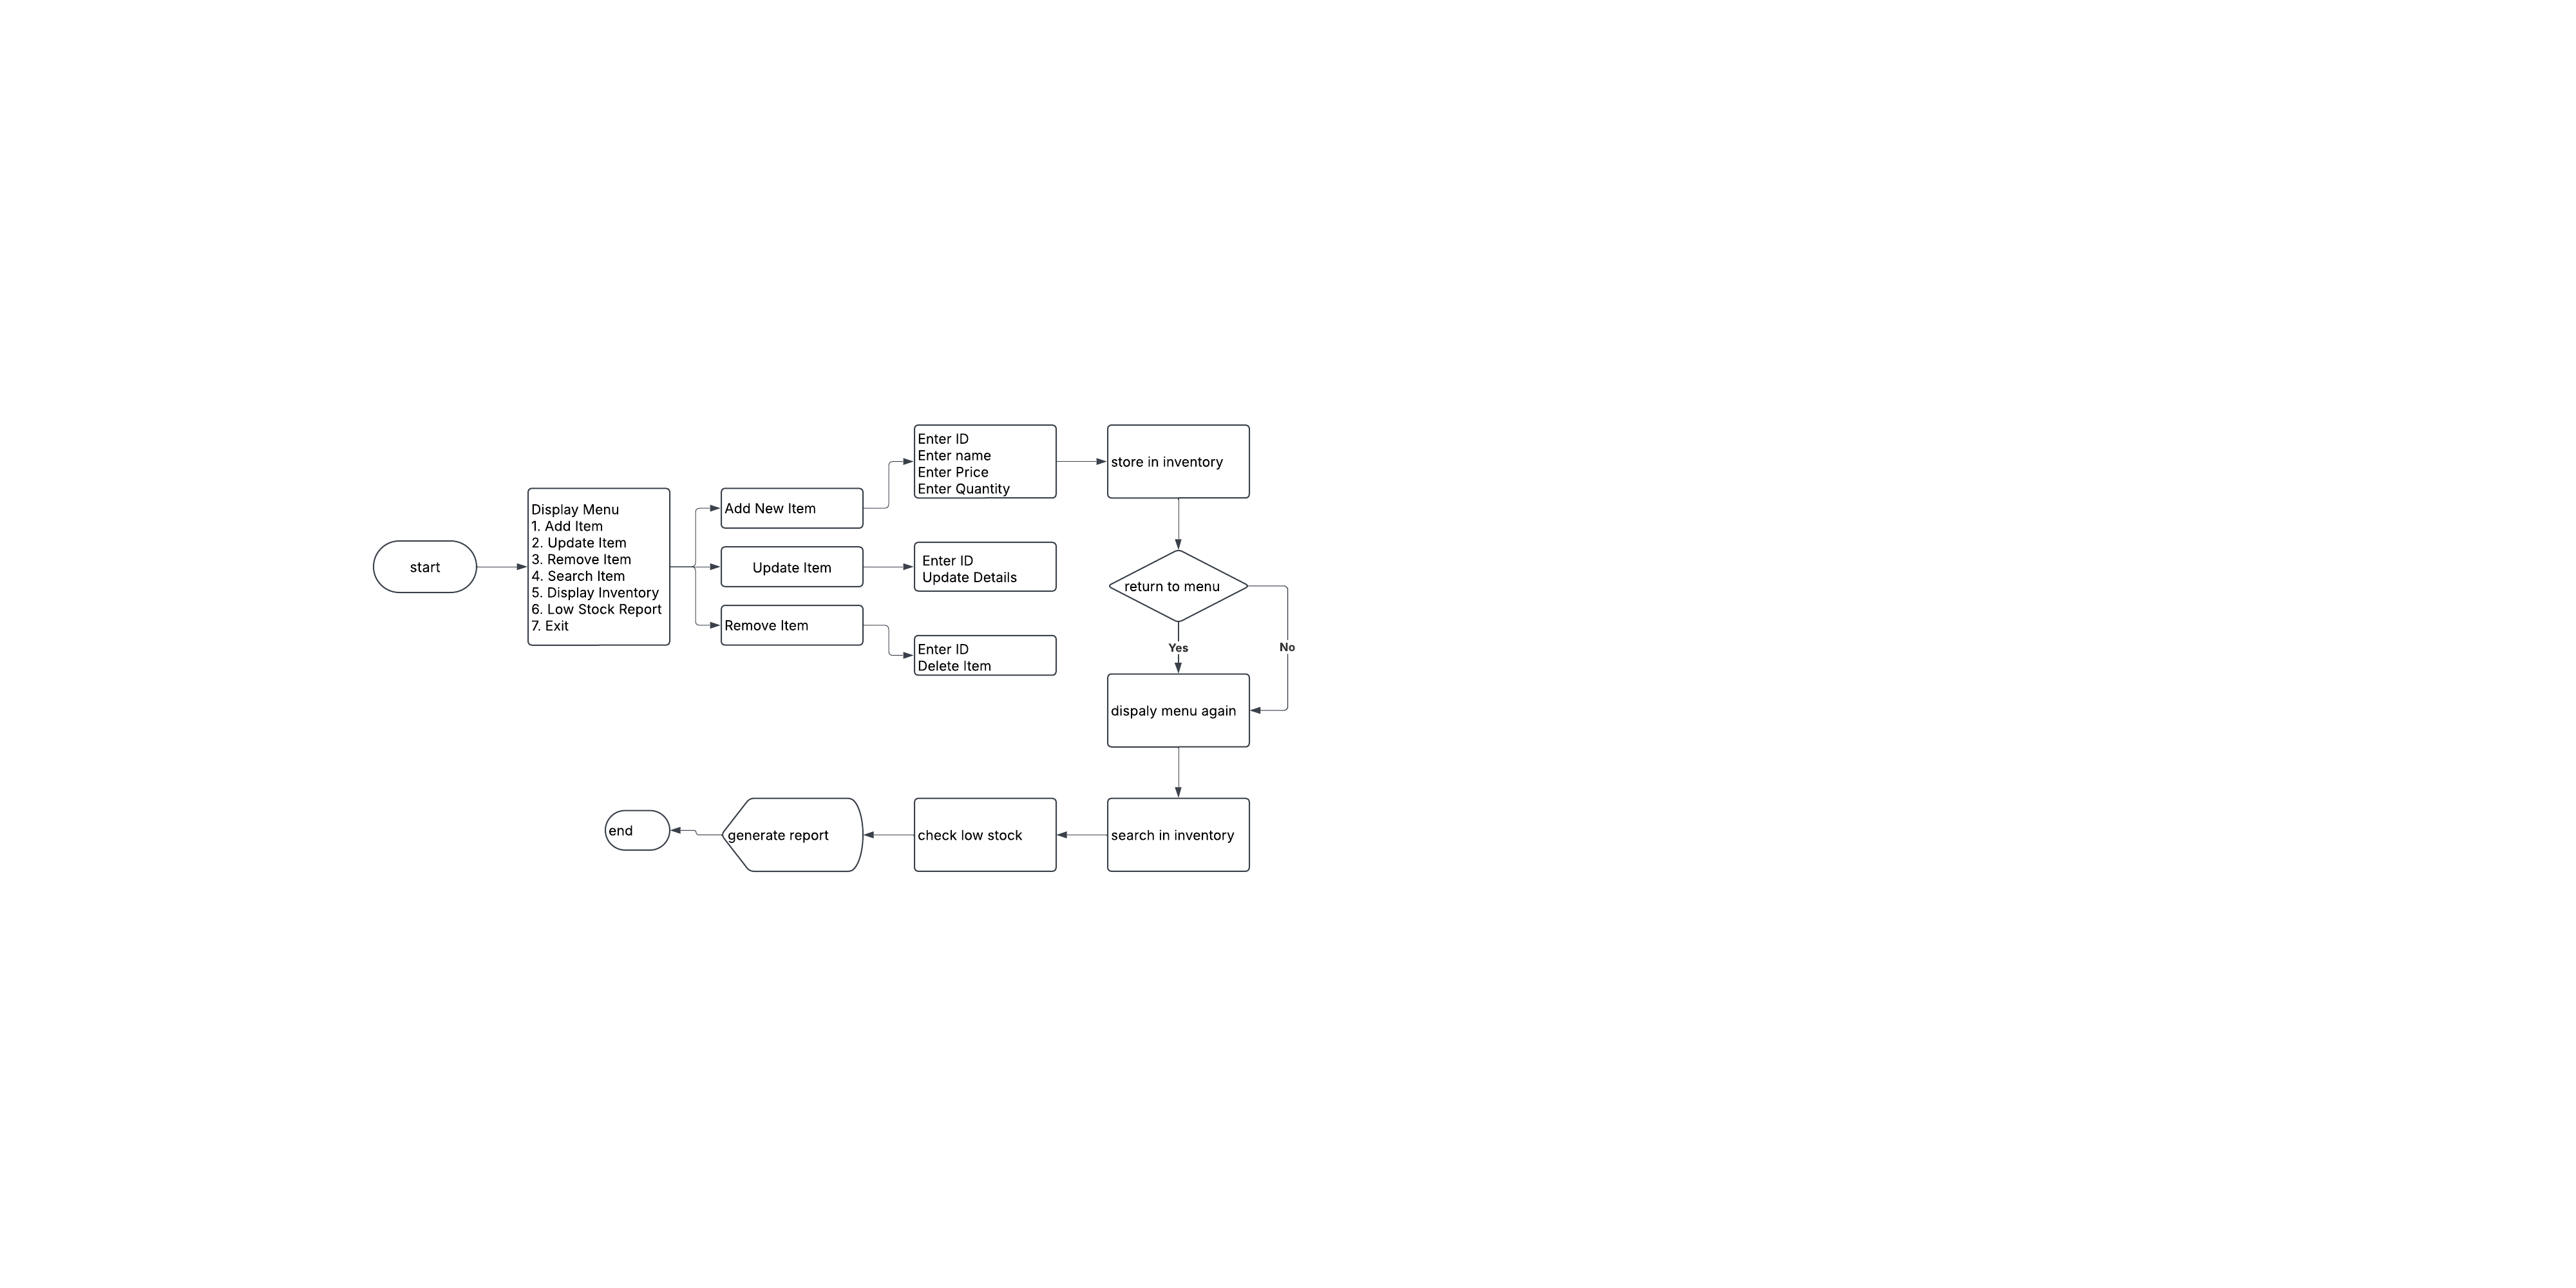 start
Display Menu
1. Add Item
2. Update Item
3. Remove Item
4. Search Item
5. Display Inventory
6. Low Stock Report
7. Exit
Add New Item
Update Item
Remove Item
Enter ID
Enter name
Enter Price
Enter Quantity
Enter ID
Update Details
Enter ID
Delete Item
store in inventory
return to menu
Yes
No
dispaly menu again
search in inventory
check low stock
generate report
end